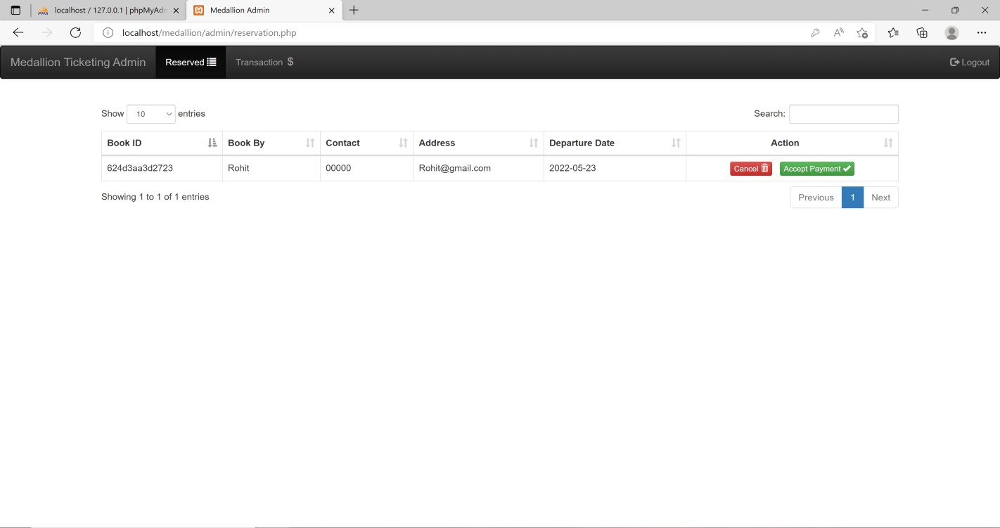 localhost / 127.0.0.1 | phpMyAdn
Medallion Admin
localhost/medallion/admin/reservation.php
Medallion Ticketing Admin Reserved Transaction $ Logout
Show 10 entries Search:
Book ID Book By Contact Address Departure Date Action
624d3aa3d2723 Rohit 00000 Rohit@gmail.com 2022-05-23 Cancel Accept Payment
Showing 1 to 1 of 1 entries Previous 1 Next